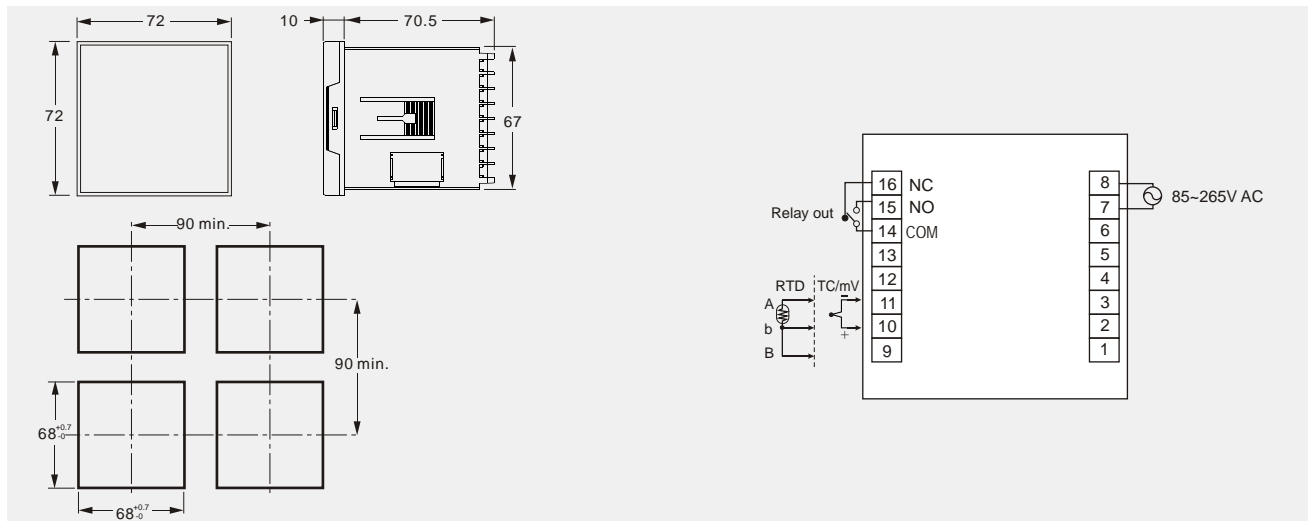 72
10
70.5
72
67
90 min.
90 min.
68 +0.7 -0
68 +0.7 -0
16 NC
15 NO
14 COM
13
12
11
10
9
Relay out
RTD TC/mV
A
b
B
-
+
8
7
6
5
4
3
2
1
85~265V AC